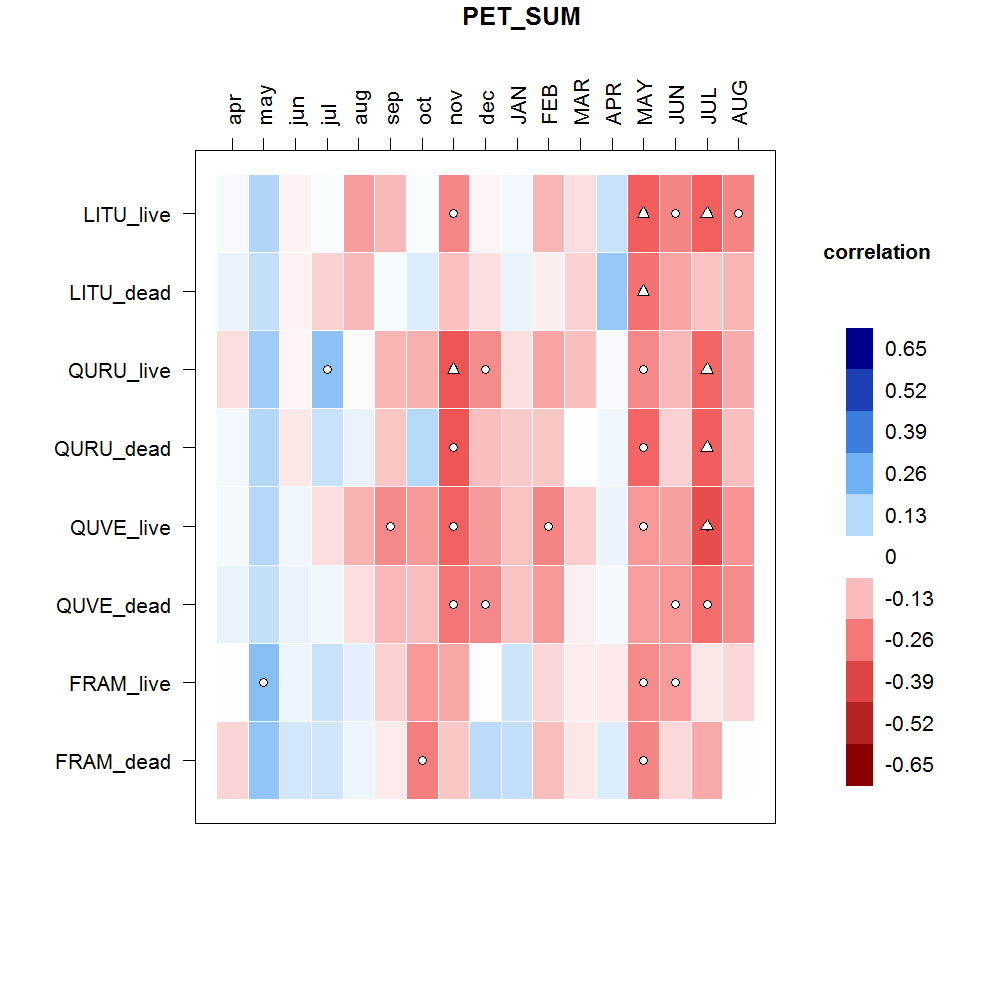 PET_SUM
apr may jun jul aug sep oct nov dec JAN FEB MAR APR MAY JUN JUL AUG
LITU_live
LITU_dead
QURU_live
QURU_dead
QUVE_live
QUVE_dead
FRAM_live
FRAM_dead
correlation
0.65
0.52
0.39
0.26
0.13
0
-0.13
-0.26
-0.39
-0.52
-0.65